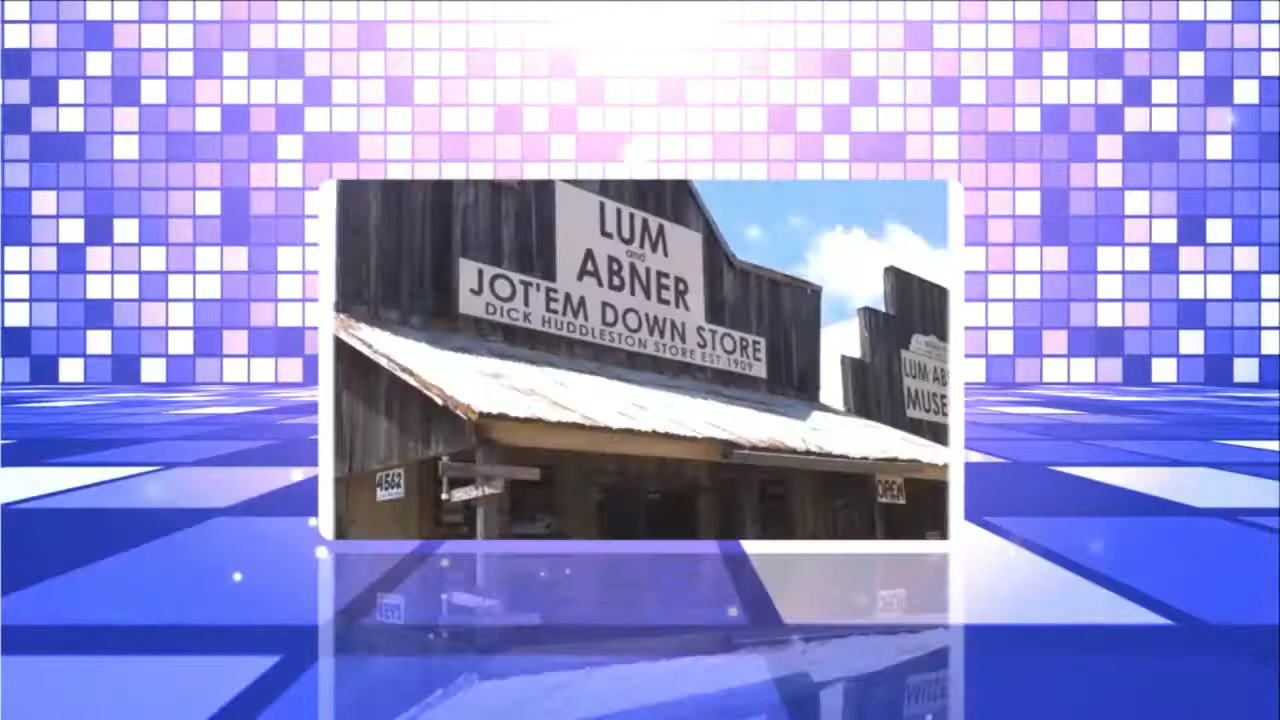 LUM
and
ABNER
JOT'EM DOWN STORE
DICK HUDDLESTON STORE EST 1909
LUM AB
MUSE
4562
OPEN